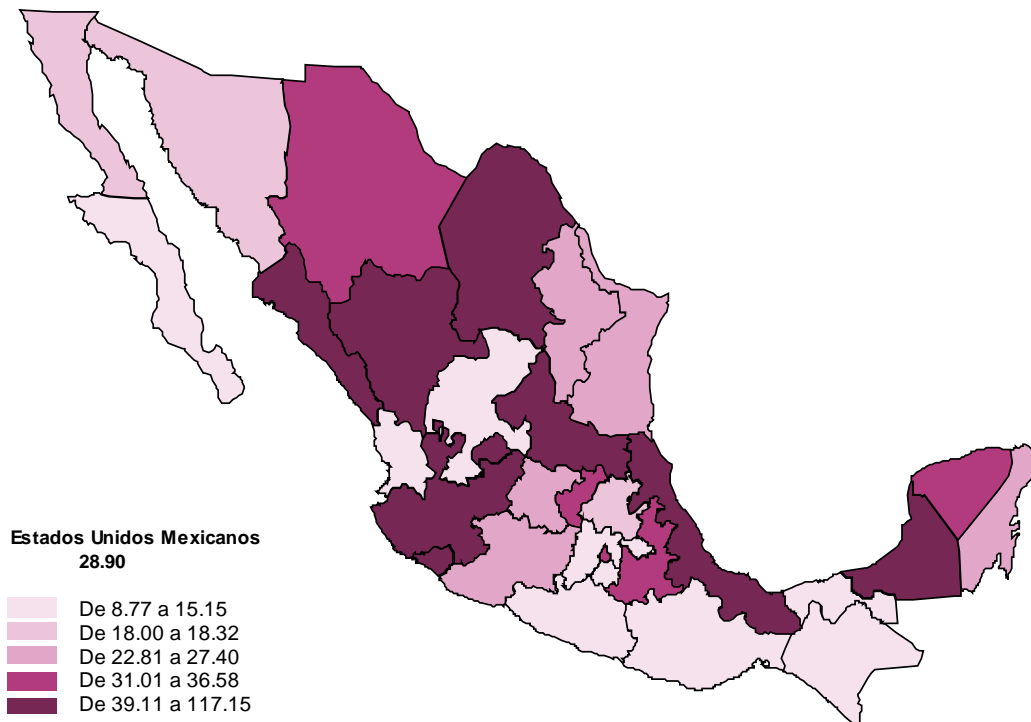 Estados Unidos Mexicanos
28.90
De 8.77 a 15.15
De 18.00 a 18.32
De 22.81 a 27.40
De 31.01 a 36.58
De 39.11 a 117.15